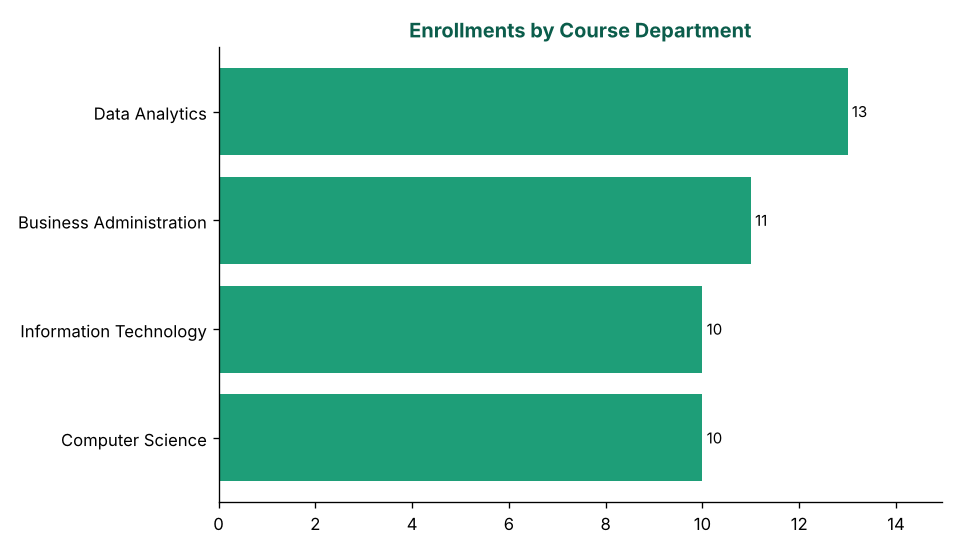 Enrollments by Course Department
Data Analytics 13
Business Administration 11
Information Technology 10
Computer Science 10
0 2 4 6 8 10 12 14